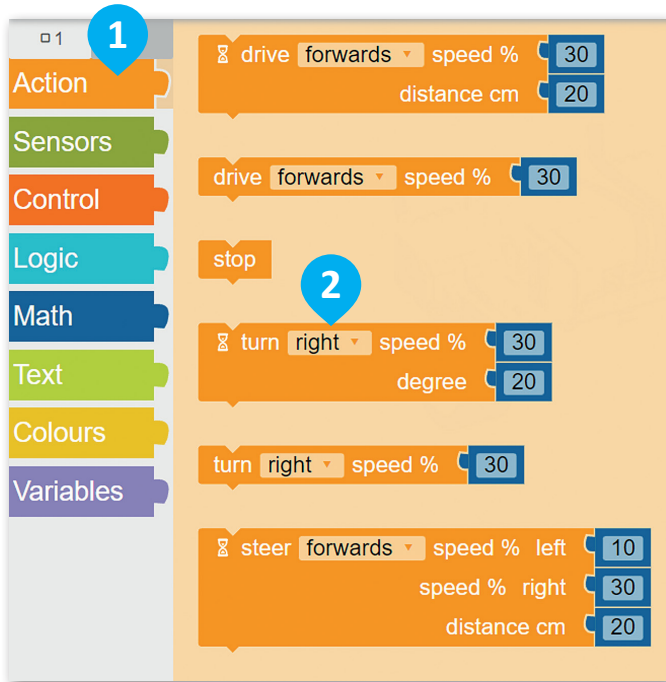 1
1
Action
Sensors
Control
Logic
Math
Text
Colours
Variables
drive forwards speed % 30
distance cm 20
drive forwards speed % 30
stop
2
turn right speed % 30
degree 20
turn right speed % 30
steer forwards speed % left 10
speed % right 30
distance cm 20